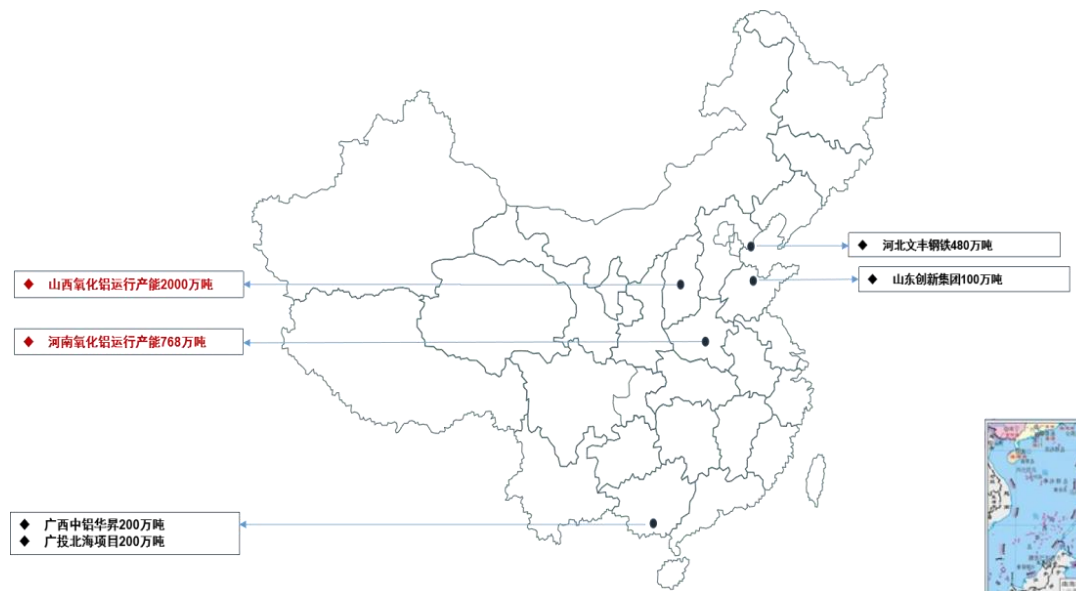 ◆ 河北文丰钢铁480万吨
◆ 山西氧化铝运行产能2000万吨
◆ 山东创新集团100万吨
◆ 河南氧化铝运行产能768万吨
◆ 广西中铝华昇200万吨
◆ 广投北海项目200万吨